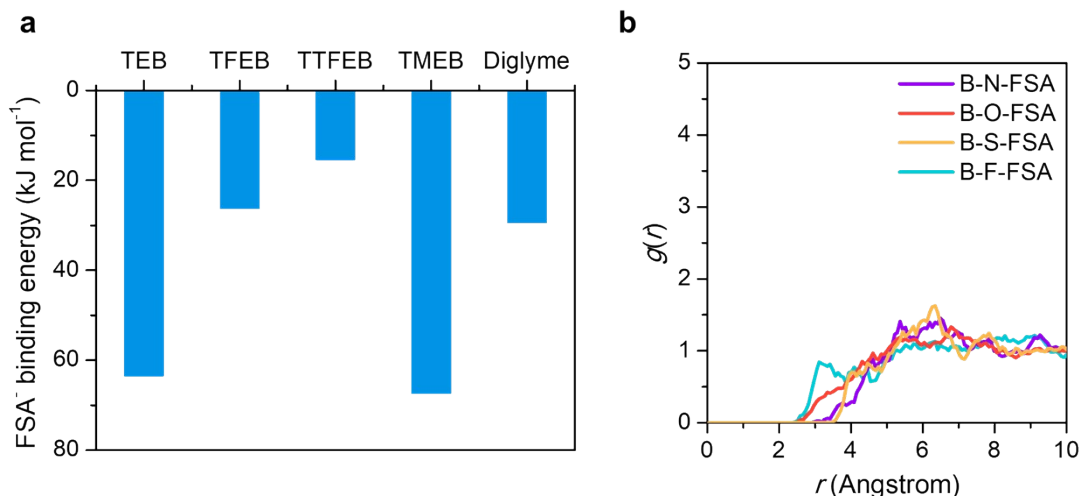 a
TEB TFEB TTFEB TMEB Diglyme
0
20
40
60
80
FSA⁻ binding energy (kJ mol⁻¹)
b
5
4
3
2
1
0
g(r)
B-N-FSA
B-O-FSA
B-S-FSA
B-F-FSA
0 2 4 6 8 10
r (Angstrom)